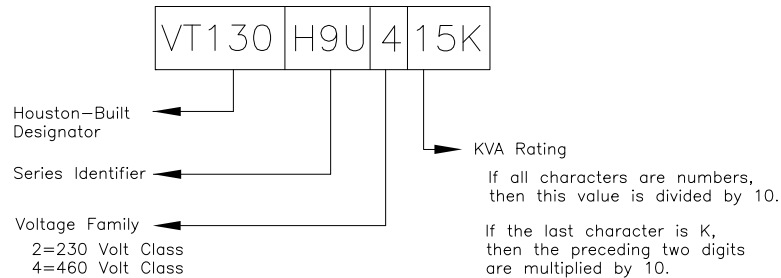 VT130 H9U 4 15K
Houston-Built
Designator
Series Identifier
Voltage Family
2=230 Volt Class
4=460 Volt Class
KVA Rating
If all characters are numbers,
then this value is divided by 10.
If the last character is K,
then the preceding two digits
are multiplied by 10.